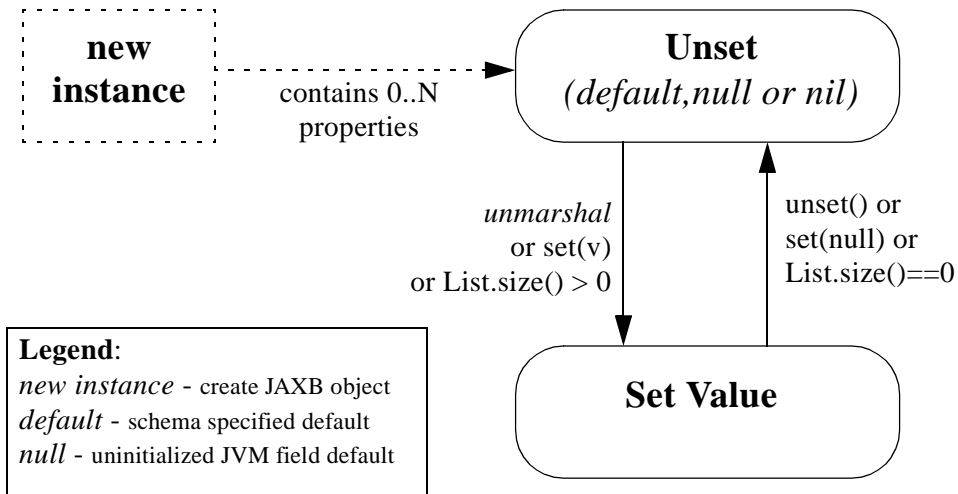 new
instance
contains 0..N
properties
Unset
(default,null or nil)
unmarshal
or set(v)
or List.size() > 0
unset() or
set(null) or
List.size()==0
Set Value
Legend:
new instance - create JAXB object
default - schema specified default
null - uninitialized JVM field default